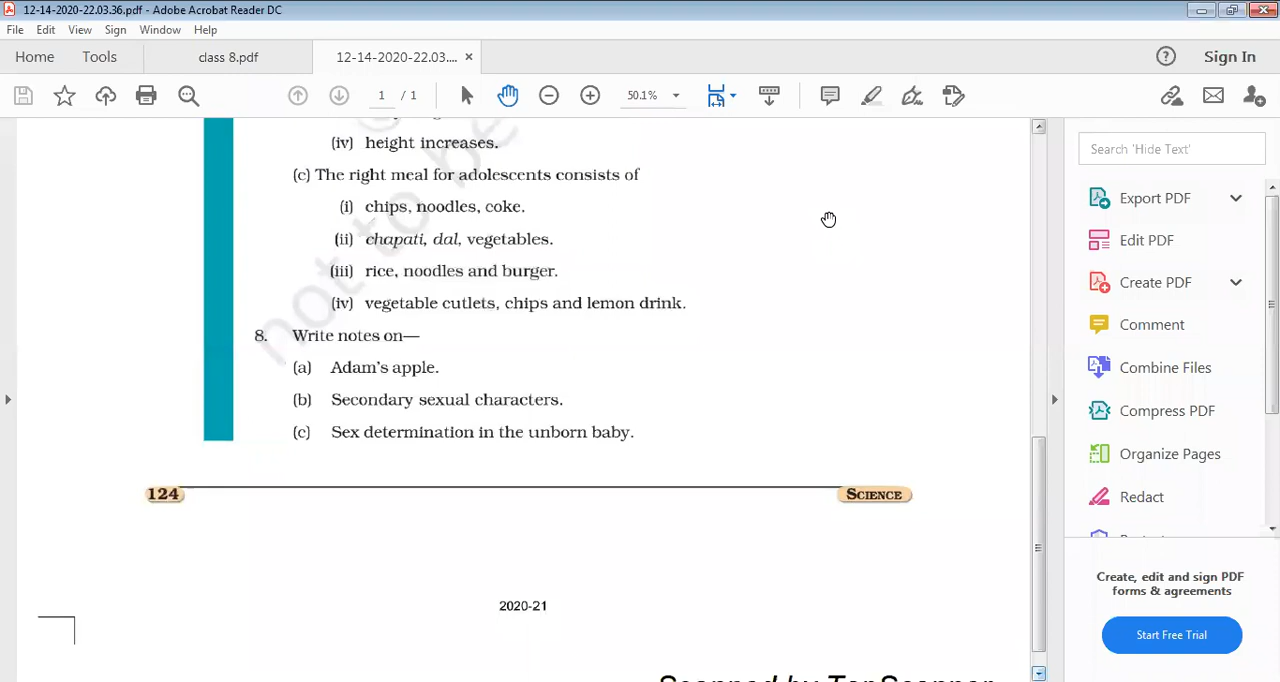 12-14-2020-22.03.36.pdf - Adobe Acrobat Reader DC
File Edit View Sign Window Help
Home Tools class 8.pdf 12-14-2020-22.03.... × Sign In
1 / 1 50.1%
(iv) height increases.
(c) The right meal for adolescents consists of
(i) chips, noodles, coke.
(ii) chapati, dal, vegetables.
(iii) rice, noodles and burger.
(iv) vegetable cutlets, chips and lemon drink.
8. Write notes on—
(a) Adam's apple.
(b) Secondary sexual characters.
(c) Sex determination in the unborn baby.
not to be
124 SCIENCE
2020-21
Search 'Hide Text'
Export PDF
Edit PDF
Create PDF
Comment
Combine Files
Compress PDF
Organize Pages
Redact
Create, edit and sign PDF
forms & agreements
Start Free Trial